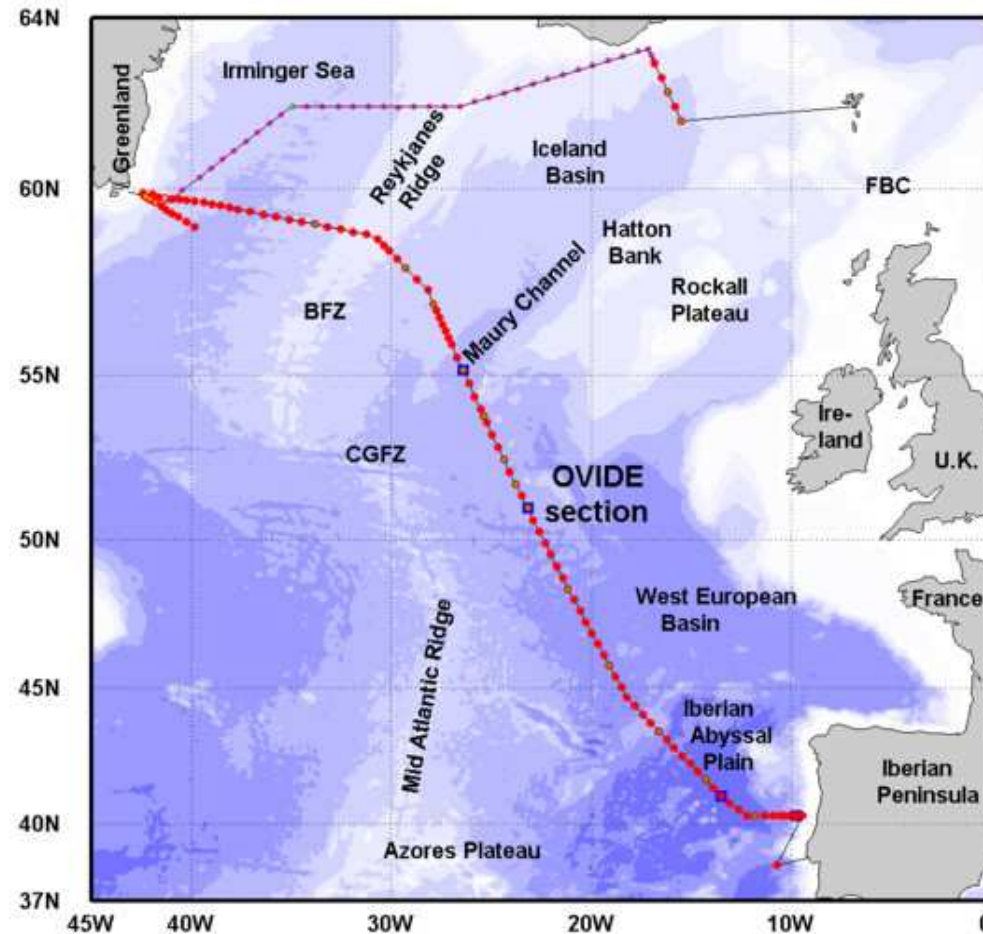 64N
Irminger Sea
Greenland
Reykjanes
Ridge
Iceland
Basin
60N
FBC
Hatton
Bank
Rockall
Plateau
BFZ
Maury Channel
55N
Ire-
land
CGFZ
U.K.
OVIDE
section
50N
West European
Basin
France
Mid Atlantic Ridge
45N
Iberian
Abyssal
Plain
Iberian
Peninsula
40N
Azores Plateau
37N
45W
40W
30W
20W
10W